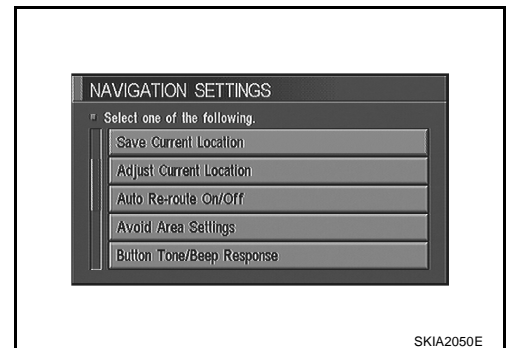 NAVIGATION SETTINGS
Select one of the following.
Save Current Location
Adjust Current Location
Auto Re-route On/Off
Avoid Area Settings
Button Tone/Beep Response
SKIA2050E